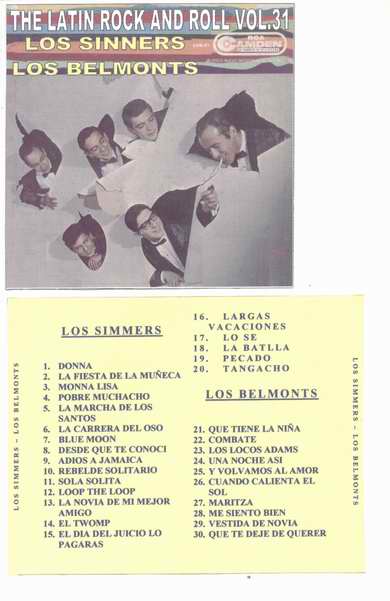 THE LATIN ROCK AND ROLL VOL.31
LOS SINNERS
LOS BELMONTS
RCA
CAMDEN
LOS SIMMERS – LOS BELMONTS
LOS SIMMERS
1. DONNA
2. LA FIESTA DE LA MUÑECA
3. MONNA LISA
4. POBRE MUCHACHO
5. LA MARCHA DE LOS
SANTOS
6. LA CARRERA DEL OSO
7. BLUE MOON
8. DESDE QUE TE CONOCI
9. ADIOS A JAMAICA
10. REBELDE SOLITARIO
11. SOLA SOLITA
12. LOOP THE LOOP
13. LA NOVIA DE MI MEJOR
AMIGO
14. EL TWOMP
15. EL DIA DEL JUICIO LO
PAGARAS
16. LARGAS
VACACIONES
17. LO SE
18. LA BATLLA
19. PECADO
20. TANGACHO
LOS BELMONTS
21. QUE TIENE LA NIÑA
22. COMBATE
23. LOS LOCOS ADAMS
24. UNA NOCHE ASI
25. Y VOLVAMOS AL AMOR
26. CUANDO CALIENTA EL
SOL
27. MARITZA
28. ME SIENTO BIEN
29. VESTIDA DE NOVIA
30. QUE TE DEJE DE QUERER
LOS SIMMERS – LOS BELMONTS